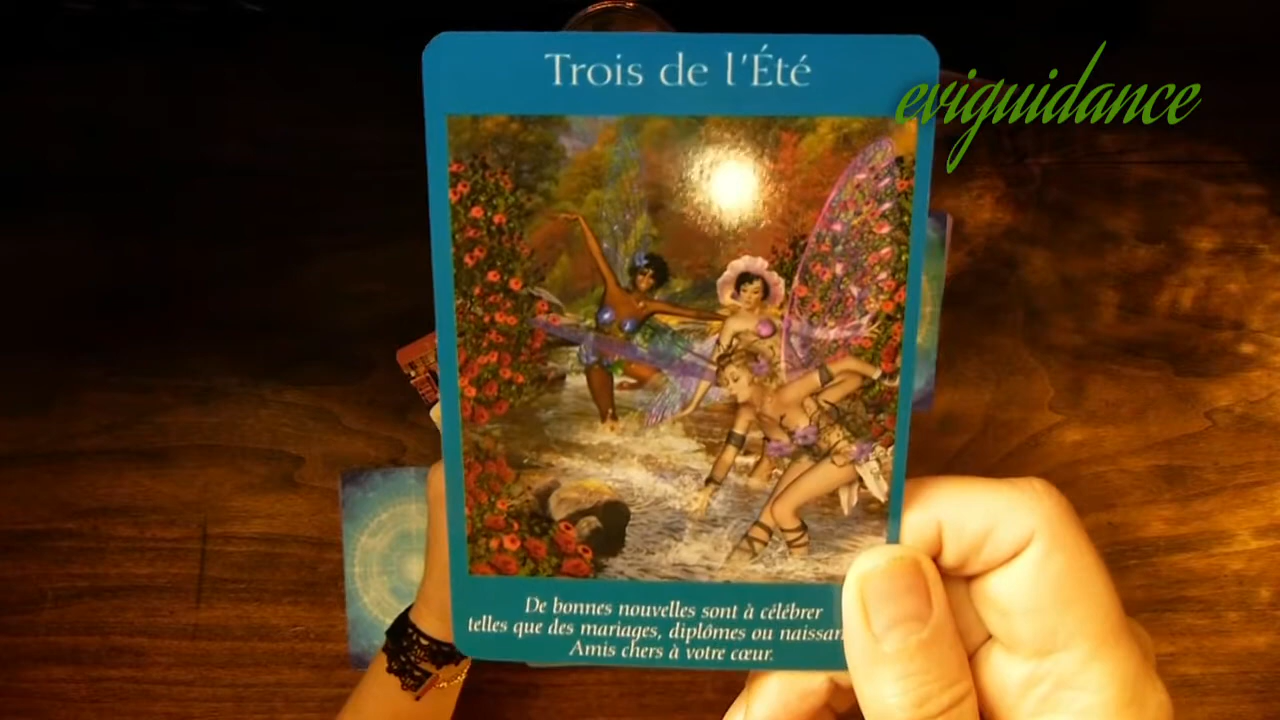 Trois de l'Été
eviguidance
De bonnes nouvelles sont à célébrer
telles que des mariages, diplômes ou
Amis chers à votre cœur.